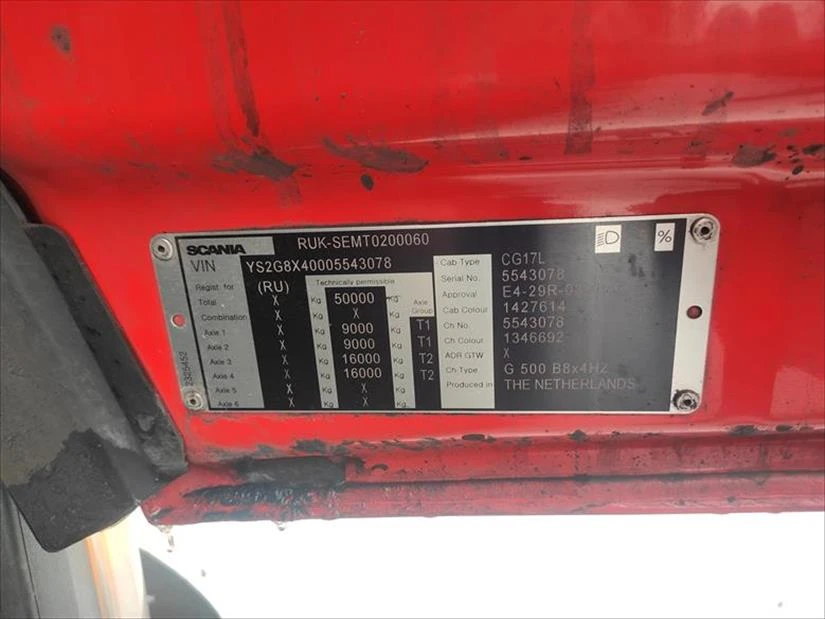 SCANIA RUK-SEMT0200060 %
VIN YS2G8X40005543078
Regist. for (RU) Technically permissible
Total X Kg 50000 Kg Axle Group
Combination X Kg X Kg
Axle 1 X Kg 9000 Kg T1
Axle 2 X Kg 9000 Kg T1
Axle 3 X Kg 16000 Kg T2
Axle 4 X Kg 16000 Kg T2
Axle 5 X Kg X Kg
Axle 6 X Kg X Kg
Cab Type CG17L
Serial No. 5543078
Approval E4-29R-03
Cab Colour 1427614
Ch No. 5543078
Ch Colour 1346692
ADR GTW X
Ch Type G 500 B8x4HZ
Produced in THE NETHERLANDS
2325452